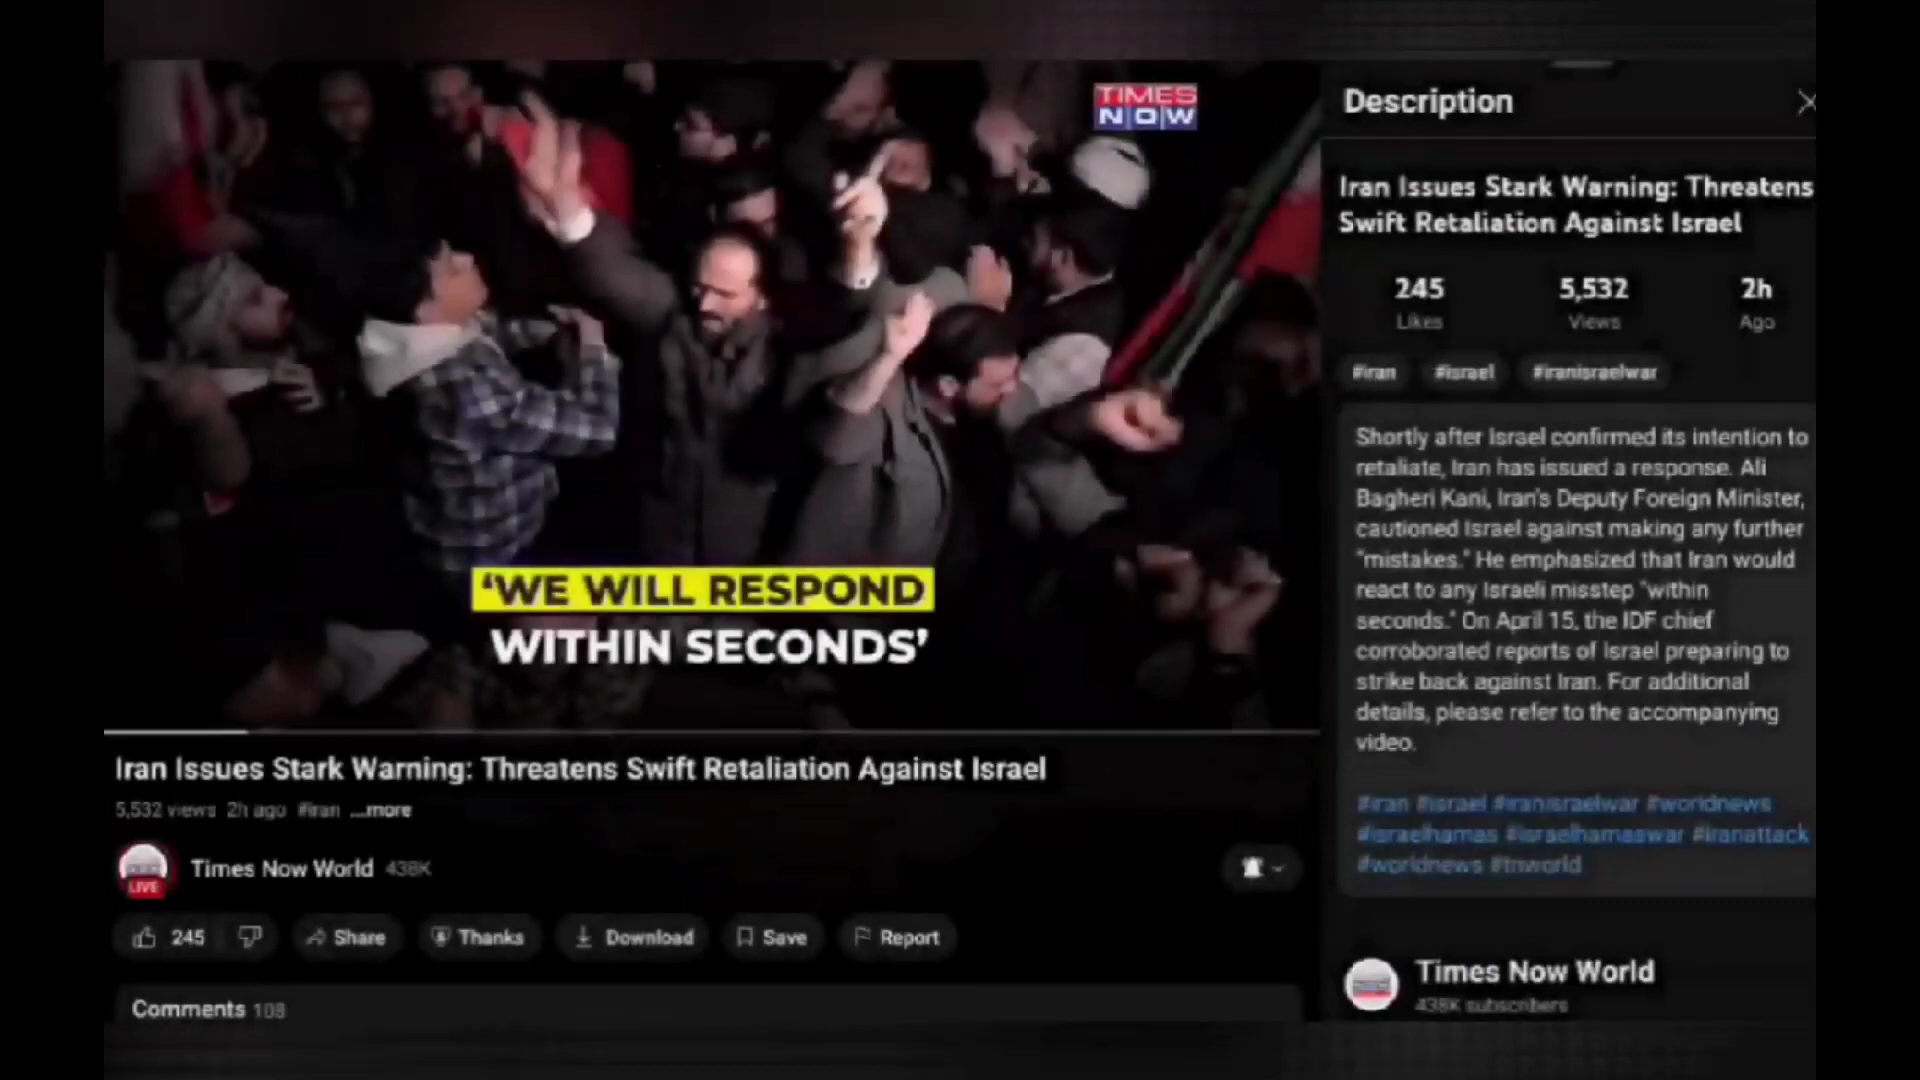 TIMES
NOW
'WE WILL RESPOND
WITHIN SECONDS'
Iran Issues Stark Warning: Threatens Swift Retaliation Against Israel
5,532 views 2h ago #iran ...more
LIVE
Times Now World 438K
245
Share
Thanks
Download
Save
Report
Comments 108
Description
Iran Issues Stark Warning: Threatens
Swift Retaliation Against Israel
245 5,532 2h
Likes Views Ago
#iran #israel #iranisraelwar
Shortly after Israel confirmed its intention to
retaliate, Iran has issued a response. Ali
Bagheri Kani, Iran's Deputy Foreign Minister,
cautioned Israel against making any further
"mistakes." He emphasized that Iran would
react to any Israeli misstep "within
seconds." On April 15, the IDF chief
corroborated reports of Israel preparing to
strike back against Iran. For additional
details, please refer to the accompanying
video.
#iran #israel #iranisraelwar #worldnews
#israelhamas #israelhamaswar #iranattack
#worldnews #tnworld
Times Now World
438K subscribers